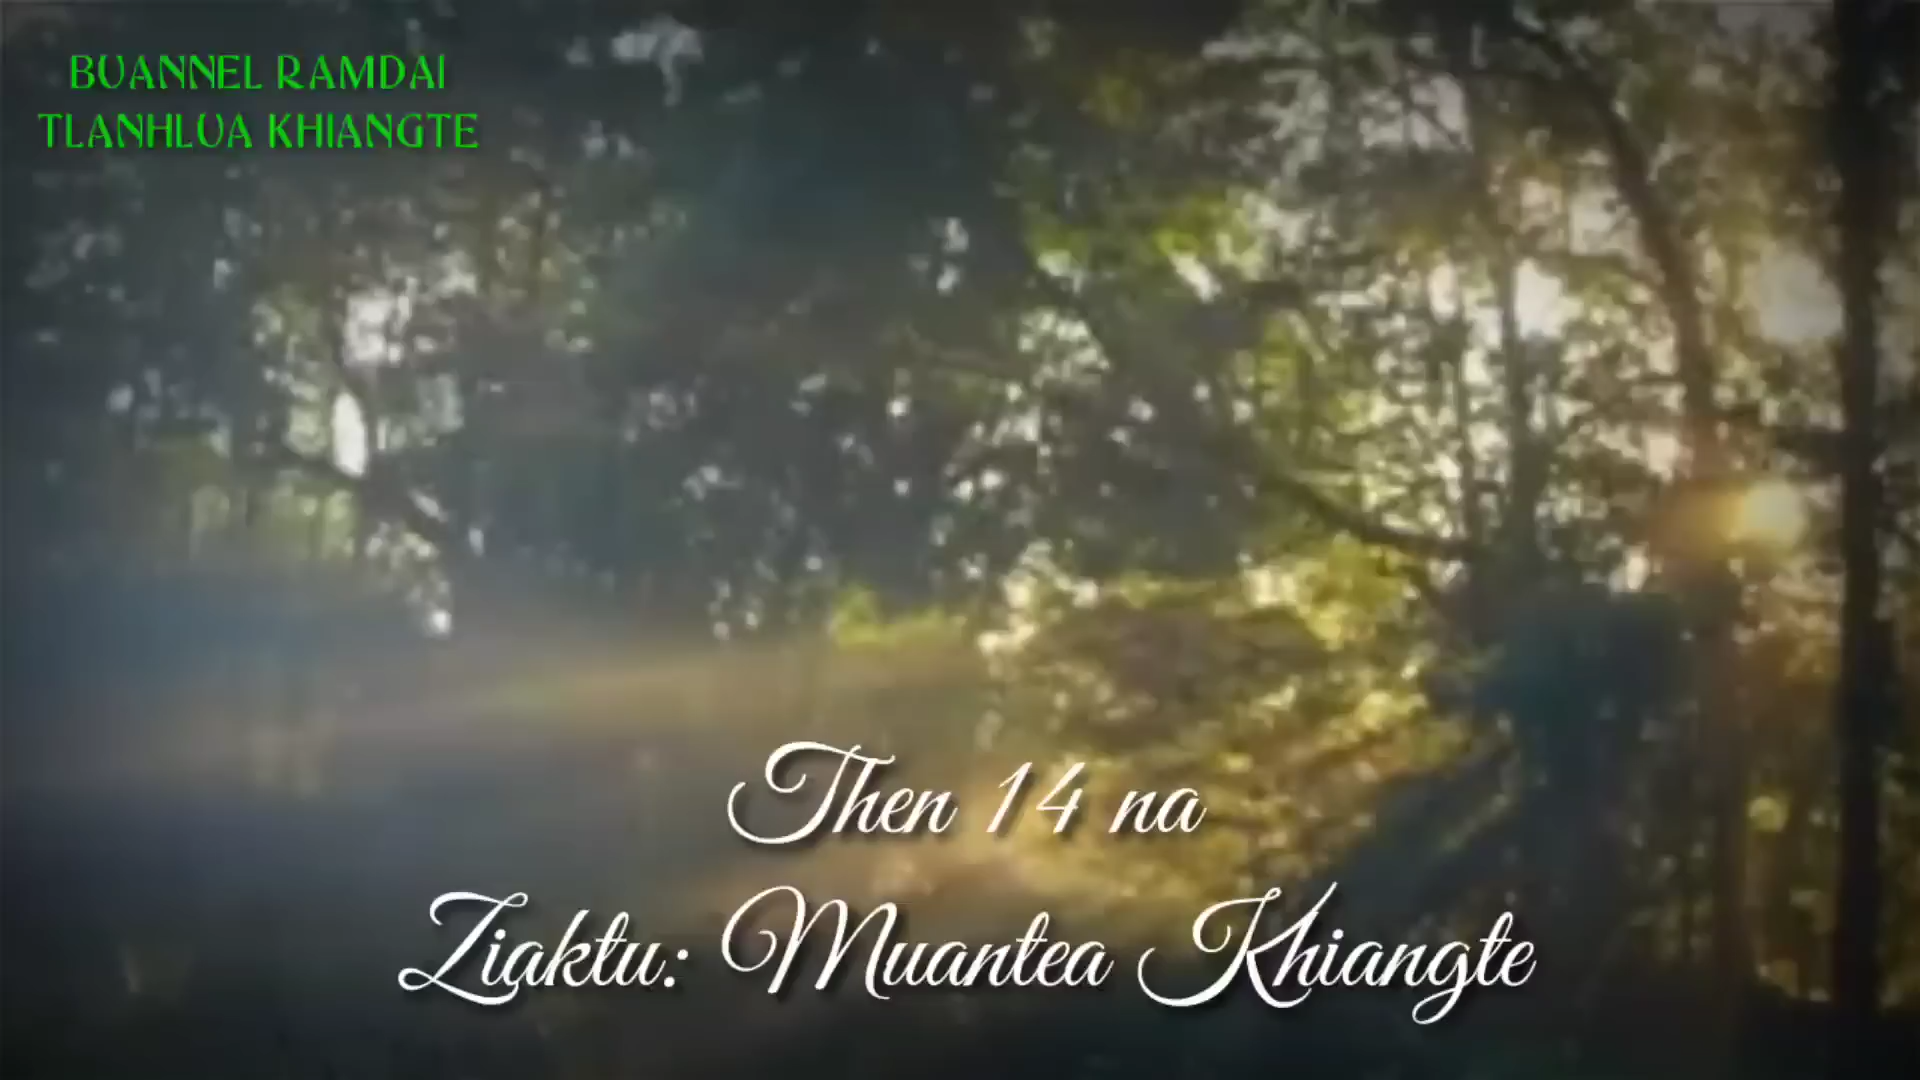 BUANNEL RAMDAI
TLANHLUA KHIANGTE
Then 14 na
Ziaktu: Muantea Khiangte